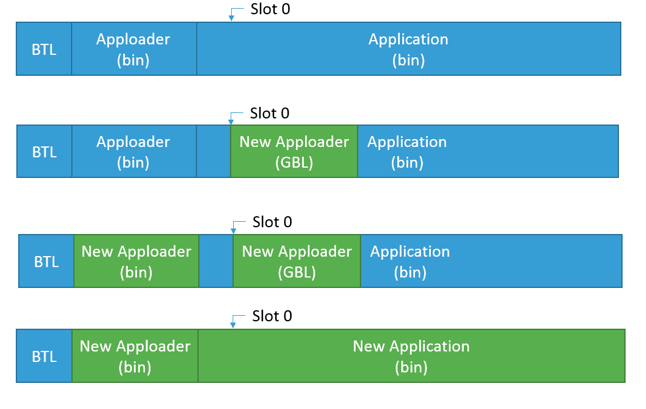 Slot 0
BTL
Apploader
(bin)
Application
(bin)
Slot 0
BTL
Apploader
(bin)
New Apploader
(GBL)
Application
(bin)
Slot 0
BTL
New Apploader
(bin)
New Apploader
(GBL)
Application
(bin)
Slot 0
BTL
New Apploader
(bin)
New Application
(bin)